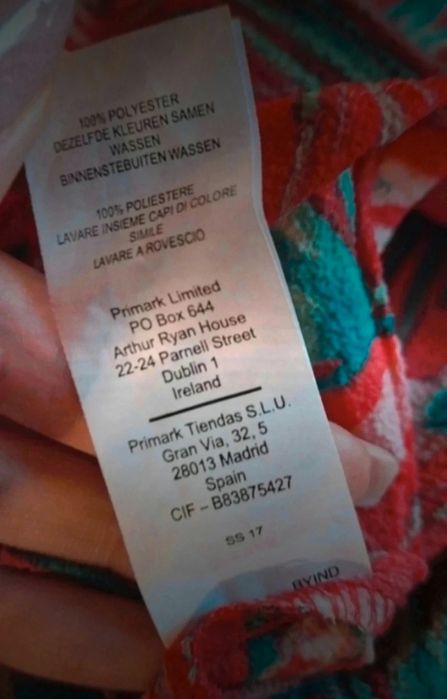 100% POLYESTER
DEZELFDE KLEUREN SAMEN
WASSEN
BINNENSTEBUITEN WASSEN
100% POLIESTERE
LAVARE INSIEME CAPI DI COLORE
SIMILE
LAVARE A ROVESCIO
Primark Limited
PO Box 644
Arthur Ryan House
22-24 Parnell Street
Dublin 1
Ireland
Primark Tiendas S.L.U.
Gran Via, 32, 5
28013 Madrid
Spain
CIF – B83875427
SS 17
BYIND